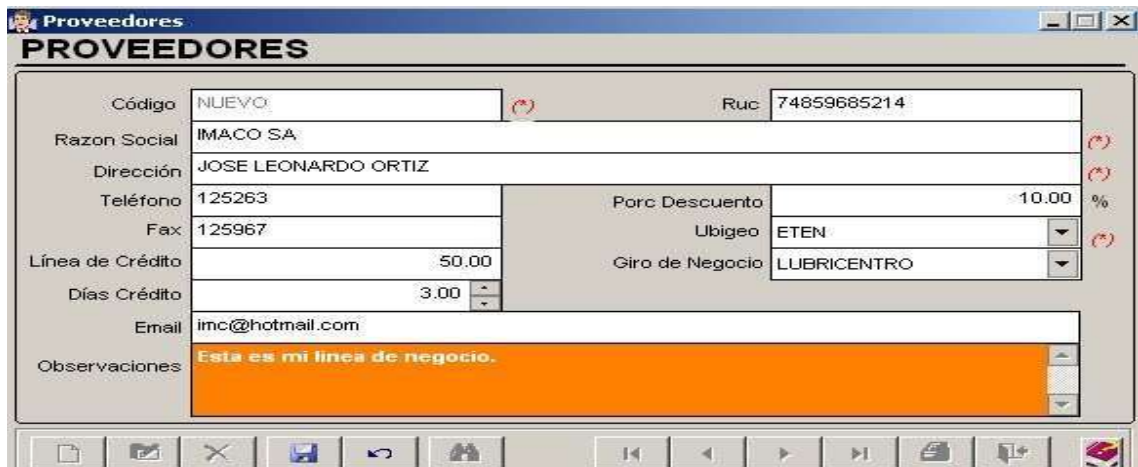 Proveedores
PROVEEDORES
Código NUEVO (*) Ruc 74859685214
Razon Social IMACO SA (*)
Dirección JOSE LEONARDO ORTIZ (*)
Teléfono 125263 Porc Descuento 10.00 %
Fax 125967 Ubigeo ETEN (*)
Línea de Crédito 50.00 Giro de Negocio LUBRICENTRO
Días Crédito 3.00
Email imc@hotmail.com
Observaciones Esta es mi linea de negocio.